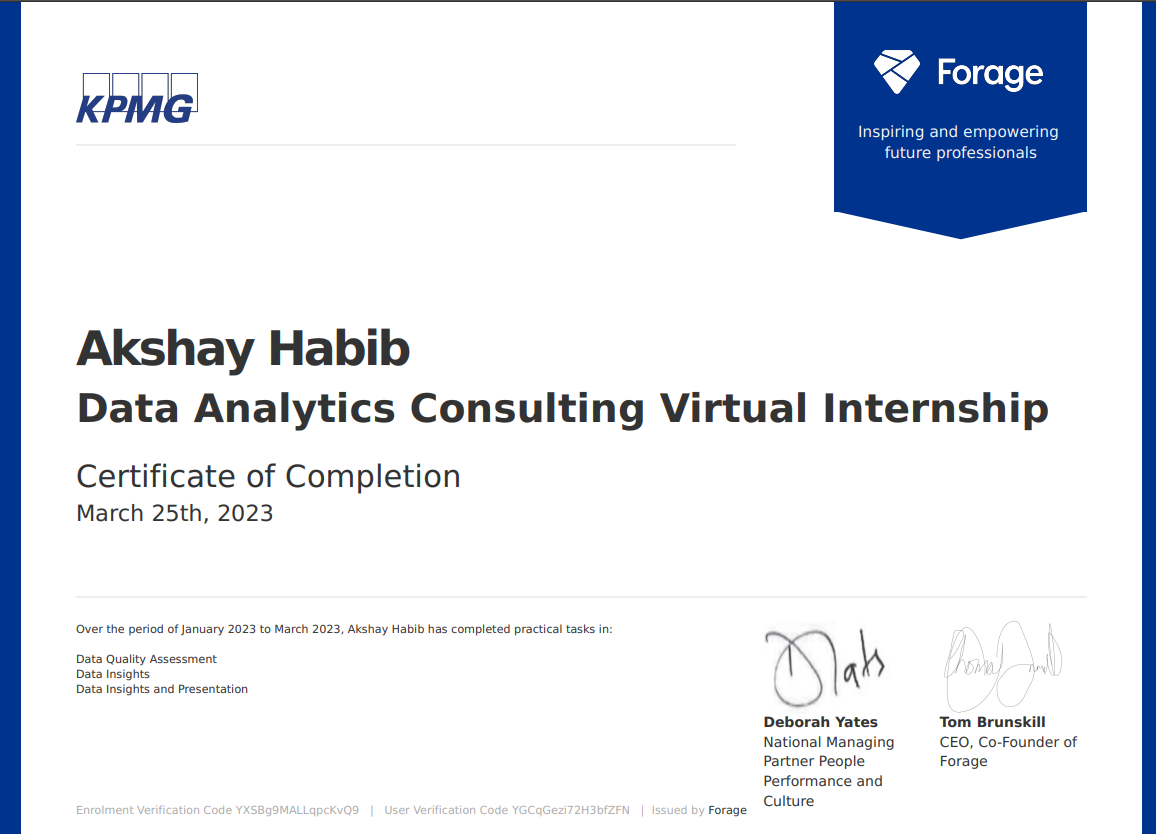 KPMG
Forage
Inspiring and empowering
future professionals
Akshay Habib
Data Analytics Consulting Virtual Internship
Certificate of Completion
March 25th, 2023
Over the period of January 2023 to March 2023, Akshay Habib has completed practical tasks in:
Data Quality Assessment
Data Insights
Data Insights and Presentation
Deborah Yates
National Managing
Partner People
Performance and
Culture
Tom Brunskill
CEO, Co-Founder of
Forage
Enrolment Verification Code YXSBg9MALLqpcKvQ9 | User Verification Code YGCqGezi72H3bfZFN | Issued by Forage